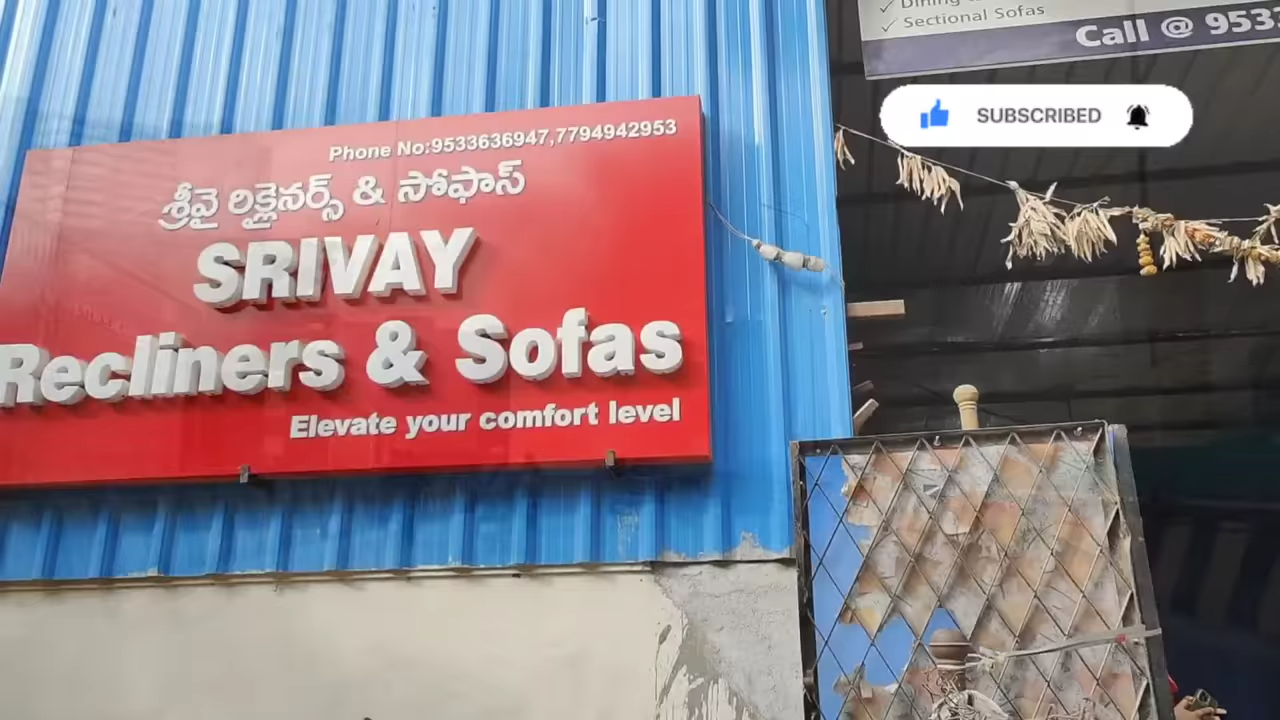 Phone No:9533636947,7794942953
శ్రీవై రిక్లైనర్స్ & సోఫాస్
SRIVAY
Recliners & Sofas
Elevate your comfort level
✓ Sectional Sofas
Call @ 953
SUBSCRIBED